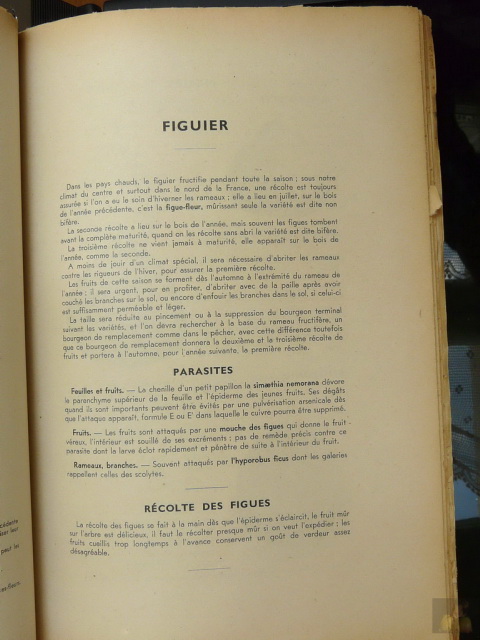 FIGUIER
Dans les pays chauds, le figuier fructifie pendant toute la saison ; sous notre
climat du centre et surtout dans le nord de la France, une récolte est toujours
assurée si l'on a eu le soin d'hiverner les rameaux ; elle a lieu en juillet, sur le bois
de l'année précédente, c'est la figue-fleur, mûrissant seule la variété est dite non
bifère.
La seconde récolte a lieu sur le bois de l'année, mais souvent les figues tombent
avant la complète maturité, quand on les récolte sans abri la variété est dite bifère.
La troisième récolte ne vient jamais à maturité, elle apparaît sur le bois de
l'année, comme la seconde.
A moins de jouir d'un climat spécial, il sera nécessaire d'abriter les rameaux
contre les rigueurs de l'hiver, pour assurer la première récolte.
Les fruits de cette saison se forment dès l'automne à l'extrémité du rameau de
l'année ; il sera urgent, pour en profiter, d'abriter avec de la paille après avoir
couché les branches sur le sol, ou encore d'enfouir les branches dans le sol, si celui-ci
est suffisamment perméable et léger.
La taille sera réduite au pincement ou à la suppression du bourgeon terminal
suivant les variétés, et l'on devra rechercher à la base du rameau fructifère, un
bourgeon de remplacement comme dans le pêcher, avec cette différence toutefois
que ce bourgeon de remplacement donnera la deuxième et la troisième récolte de
fruits et portera à l'automne, pour l'année suivante, la première récolte.
PARASITES
Feuilles et fruits. — La chenille d'un petit papillon la simæthia nemorana dévore
le parenchyme supérieur de la feuille et l'épiderme des jeunes fruits. Ses dégâts
quand ils sont importants peuvent être évités par une pulvérisation arsenicale dès
que l'attaque apparaît, formule E ou E' dans laquelle le cuivre pourra être supprimé.
Fruits. — Les fruits sont attaqués par une mouche des figues qui donne le fruit
véreux, l'intérieur est souillé de ses excréments ; pas de remède précis contre ce
parasite dont la larve éclot rapidement et pénètre de suite à l'intérieur du fruit.
Rameaux, branches. — Souvent attaqués par l'hyporobus ficus dont les galeries
rappellent celles des scolytes.
RÉCOLTE DES FIGUES
La récolte des figues se fait à la main dès que l'épiderme s'éclaircit, le fruit mûr
sur l'arbre est délicieux, il faut le récolter presque mûr si on veut l'expédier ; les
fruits cueillis trop longtemps à l'avance conservent un goût de verdeur assez
désagréable.